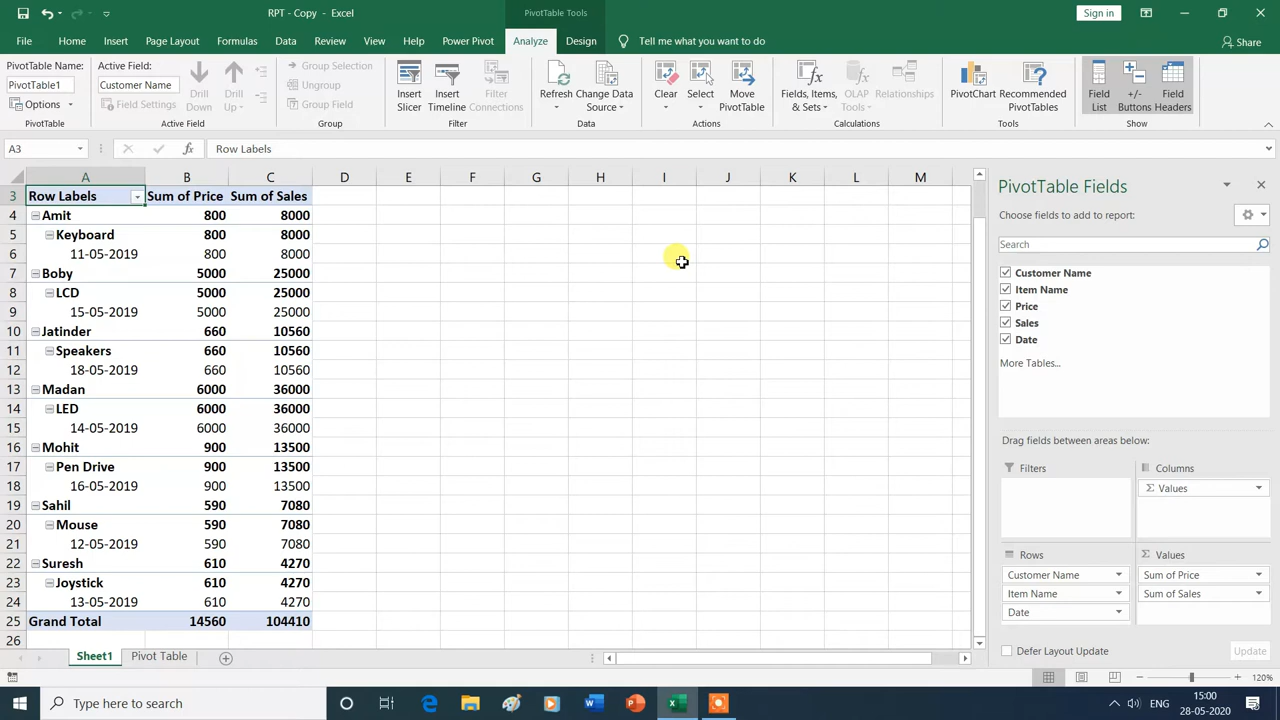 RPT - Copy - Excel
PivotTable Tools
Sign in
File Home Insert Page Layout Formulas Data Review View Help Power Pivot Analyze Design Tell me what you want to do Share
PivotTable Name:
PivotTable1
Options
PivotTable
Active Field:
Customer Name
Field Settings
Drill Down
Drill Up
Active Field
Group Selection
Ungroup
Group Field
Group
Insert Slicer
Insert Timeline
Filter Connections
Filter
Refresh
Change Data Source
Data
Clear
Select
Move PivotTable
Actions
Fields, Items, & Sets
OLAP Tools
Relationships
Calculations
PivotChart
Recommended PivotTables
Tools
Field List
+/- Buttons
Field Headers
Show
A3
fx
Row Labels
A B C D E F G H I J K L M
3 Row Labels Sum of Price Sum of Sales
4 Amit 800 8000
5 Keyboard 800 8000
6 11-05-2019 800 8000
7 Boby 5000 25000
8 LCD 5000 25000
9 15-05-2019 5000 25000
10 Jatinder 660 10560
11 Speakers 660 10560
12 18-05-2019 660 10560
13 Madan 6000 36000
14 LED 6000 36000
15 14-05-2019 6000 36000
16 Mohit 900 13500
17 Pen Drive 900 13500
18 16-05-2019 900 13500
19 Sahil 590 7080
20 Mouse 590 7080
21 12-05-2019 590 7080
22 Suresh 610 4270
23 Joystick 610 4270
24 13-05-2019 610 4270
25 Grand Total 14560 104410
26
PivotTable Fields
Choose fields to add to report:
Search
Customer Name
Item Name
Price
Sales
Date
More Tables...
Drag fields between areas below:
Filters
Columns
Σ Values
Rows
Σ Values
Customer Name
Sum of Price
Item Name
Sum of Sales
Date
Defer Layout Update
Update
Sheet1
Pivot Table
120%
Type here to search
ENG
15:00
28-05-2020